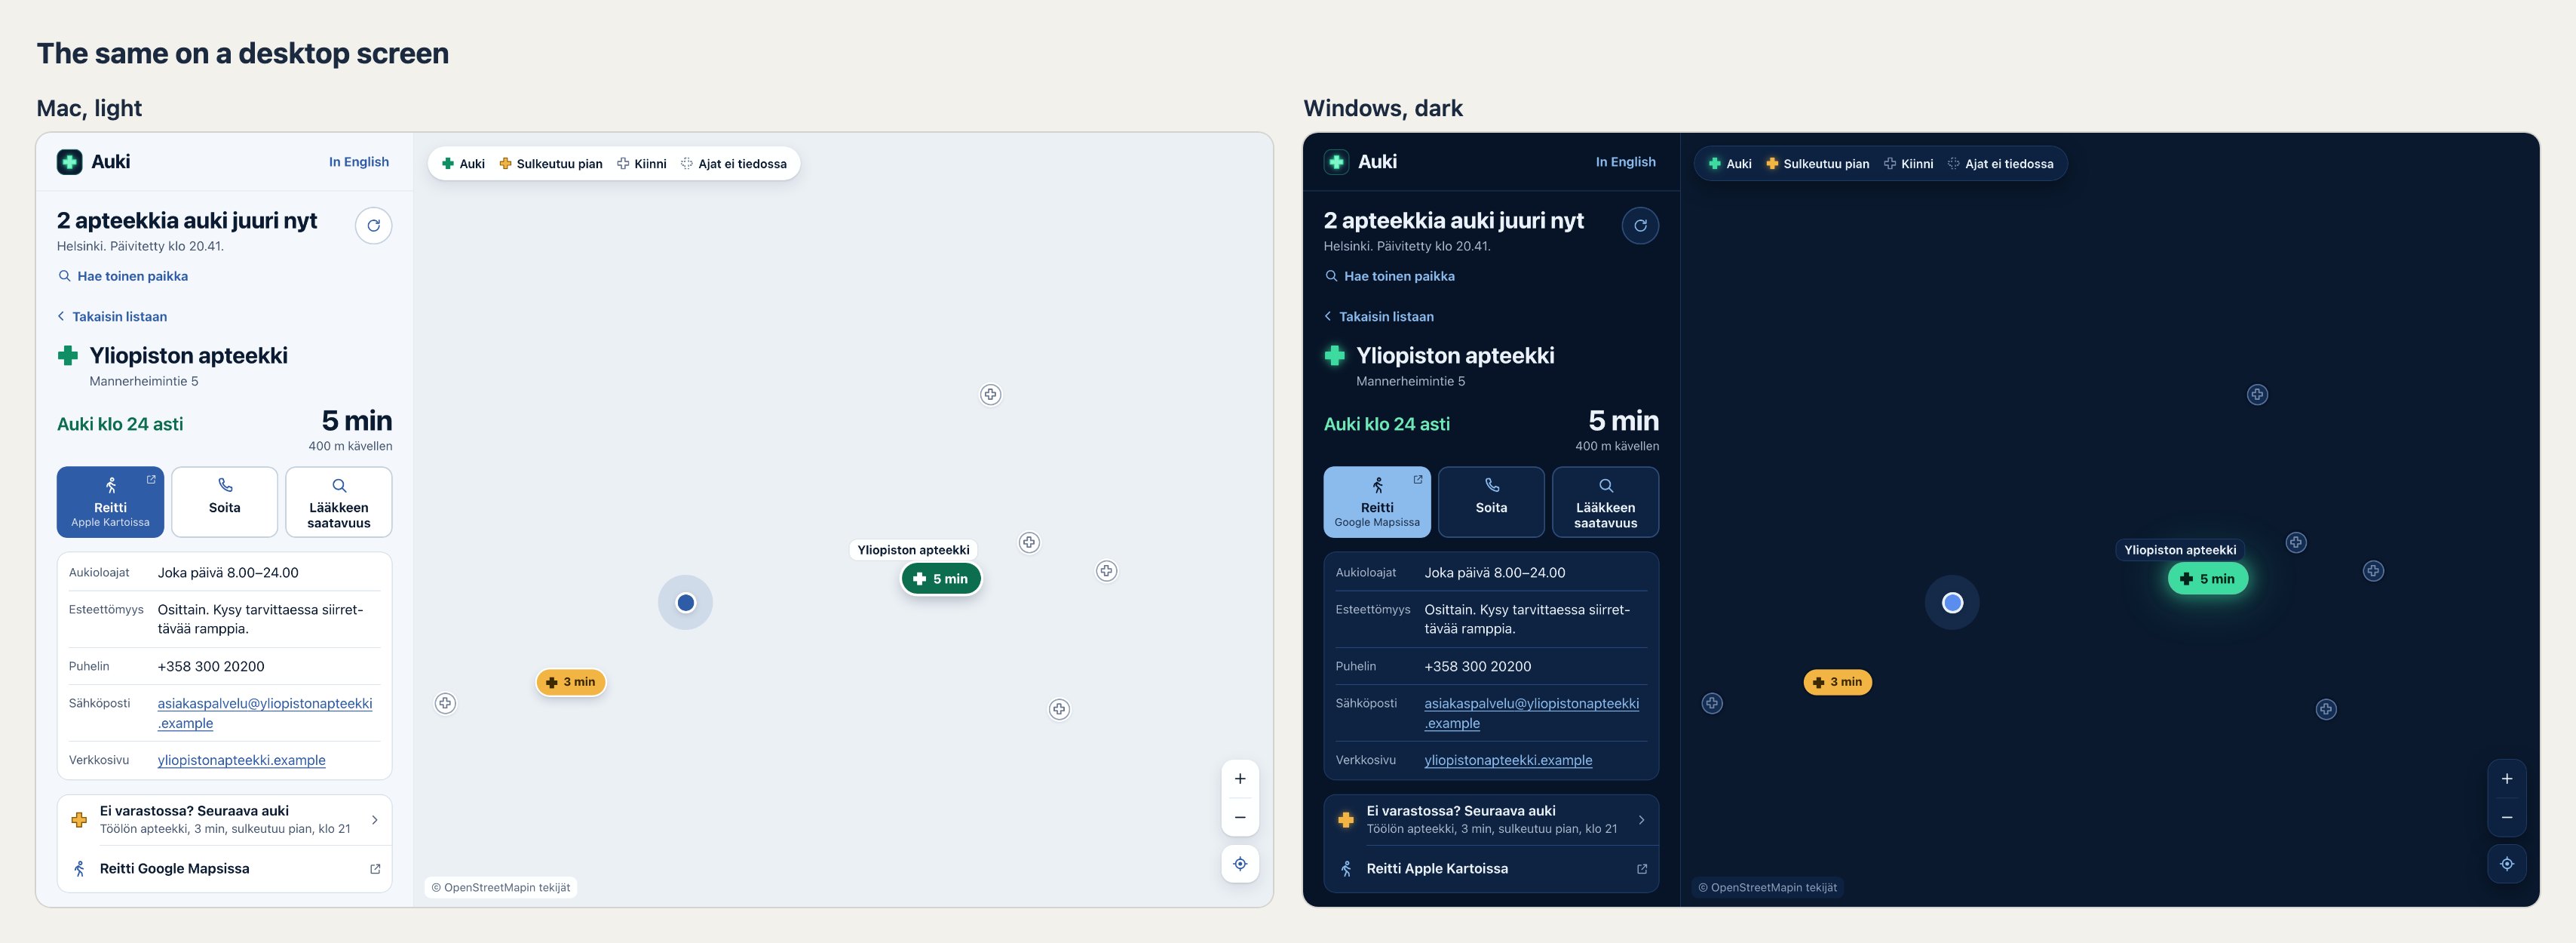 The same on a desktop screen
Mac, light
Auki
In English
2 apteekkia auki juuri nyt
Helsinki. Päivitetty klo 20.41.
Hae toinen paikka
Takaisin listaan
Yliopiston apteekki
Mannerheimintie 5
Auki klo 24 asti
5 min
400 m kävellen
Reitti
Apple Kartoissa
Soita
Lääkkeen
saatavuus
Aukioloajat
Joka päivä 8.00–24.00
Esteettömyys
Osittain. Kysy tarvittaessa siirret-
tävää ramppia.
Puhelin
+358 300 20200
Sähköposti
asiakaspalvelu@yliopistonapteekki
.example
Verkkosivu
yliopistonapteekki.example
Ei varastossa? Seuraava auki
Töölön apteekki, 3 min, sulkeutuu pian, klo 21
Reitti Google Mapsissa
Auki
Sulkeutuu pian
Kiinni
Ajat ei tiedossa
Yliopiston apteekki
5 min
3 min
© OpenStreetMapin tekijät
Windows, dark
Auki
In English
2 apteekkia auki juuri nyt
Helsinki. Päivitetty klo 20.41.
Hae toinen paikka
Takaisin listaan
Yliopiston apteekki
Mannerheimintie 5
Auki klo 24 asti
5 min
400 m kävellen
Reitti
Google Mapsissa
Soita
Lääkkeen
saatavuus
Aukioloajat
Joka päivä 8.00–24.00
Esteettömyys
Osittain. Kysy tarvittaessa siirret-
tävää ramppia.
Puhelin
+358 300 20200
Sähköposti
asiakaspalvelu@yliopistonapteekki
.example
Verkkosivu
yliopistonapteekki.example
Ei varastossa? Seuraava auki
Töölön apteekki, 3 min, sulkeutuu pian, klo 21
Reitti Apple Kartoissa
Auki
Sulkeutuu pian
Kiinni
Ajat ei tiedossa
Yliopiston apteekki
5 min
3 min
© OpenStreetMapin tekijät